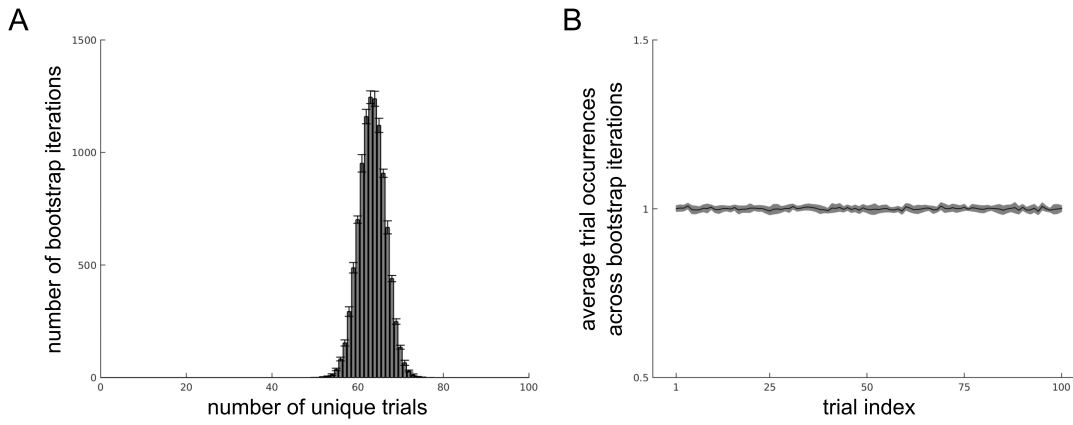 A
number of bootstrap iterations
1500
1000
500
0
0 20 40 60 80 100
number of unique trials
B
average trial occurrences
across bootstrap iterations
1.5
1
0.5
1 25 50 75 100
trial index